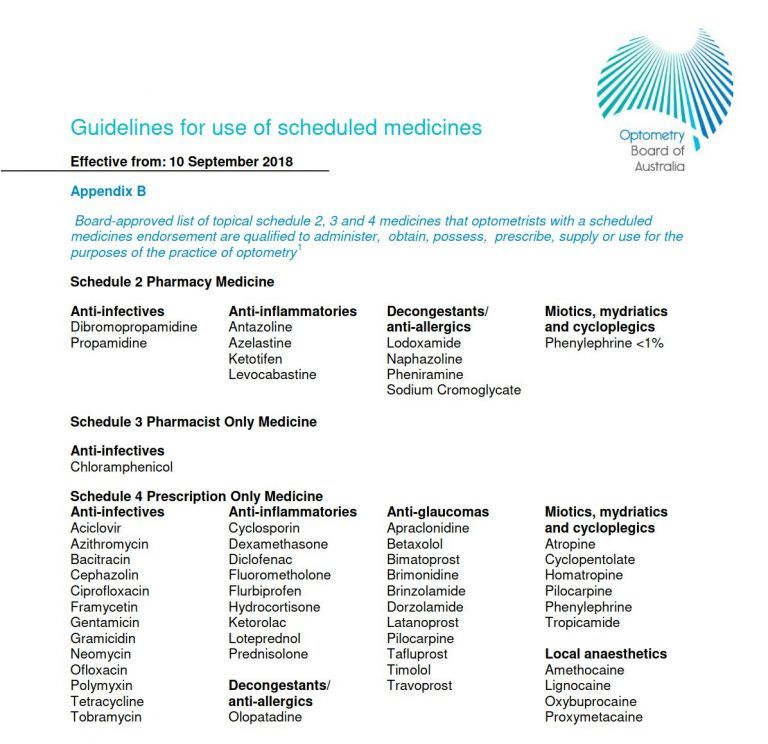 Optometry
Board of
Australia
Guidelines for use of scheduled medicines
Effective from: 10 September 2018
Appendix B
Board-approved list of topical schedule 2, 3 and 4 medicines that optometrists with a scheduled
medicines endorsement are qualified to administer, obtain, possess, prescribe, supply or use for the
purposes of the practice of optometry1
Schedule 2 Pharmacy Medicine
Anti-infectives
Dibromopropamidine
Propamidine
Anti-inflammatories
Antazoline
Azelastine
Ketotifen
Levocabastine
Decongestants/
anti-allergics
Lodoxamide
Naphazoline
Pheniramine
Sodium Cromoglycate
Miotics, mydriatics
and cycloplegics
Phenylephrine <1%
Schedule 3 Pharmacist Only Medicine
Anti-infectives
Chloramphenicol
Schedule 4 Prescription Only Medicine
Anti-infectives
Aciclovir
Azithromycin
Bacitracin
Cephazolin
Ciprofloxacin
Framycetin
Gentamicin
Gramicidin
Neomycin
Ofloxacin
Polymyxin
Tetracycline
Tobramycin
Anti-inflammatories
Cyclosporin
Dexamethasone
Diclofenac
Fluorometholone
Flurbiprofen
Hydrocortisone
Ketorolac
Loteprednol
Prednisolone
Decongestants/
anti-allergics
Olopatadine
Anti-glaucomas
Apraclonidine
Betaxolol
Bimatoprost
Brimonidine
Brinzolamide
Dorzolamide
Latanoprost
Pilocarpine
Tafluprost
Timolol
Travoprost
Miotics, mydriatics
and cycloplegics
Atropine
Cyclopentolate
Homatropine
Pilocarpine
Phenylephrine
Tropicamide
Local anaesthetics
Amethocaine
Lignocaine
Oxybuprocaine
Proxymetacaine